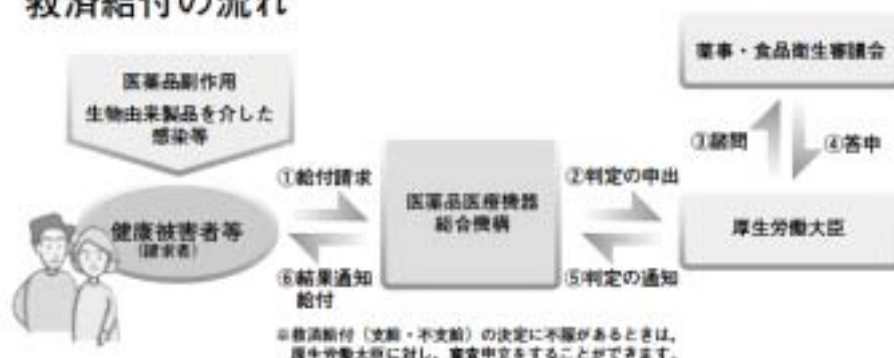 救済給付の流れ
医薬品副作用
生物由来製品を介した
感染等
健康被害者等
(請求者)
①給付請求
⑥結果通知
給付
医薬品医療機器
総合機構
②判定の申出
⑤判定の通知
薬事・食品衛生審議会
③諮問
④答申
厚生労働大臣
※救済給付（支給・不支給）の決定に不服があるときは、
厚生労働大臣に対し、審査申立をすることができます。